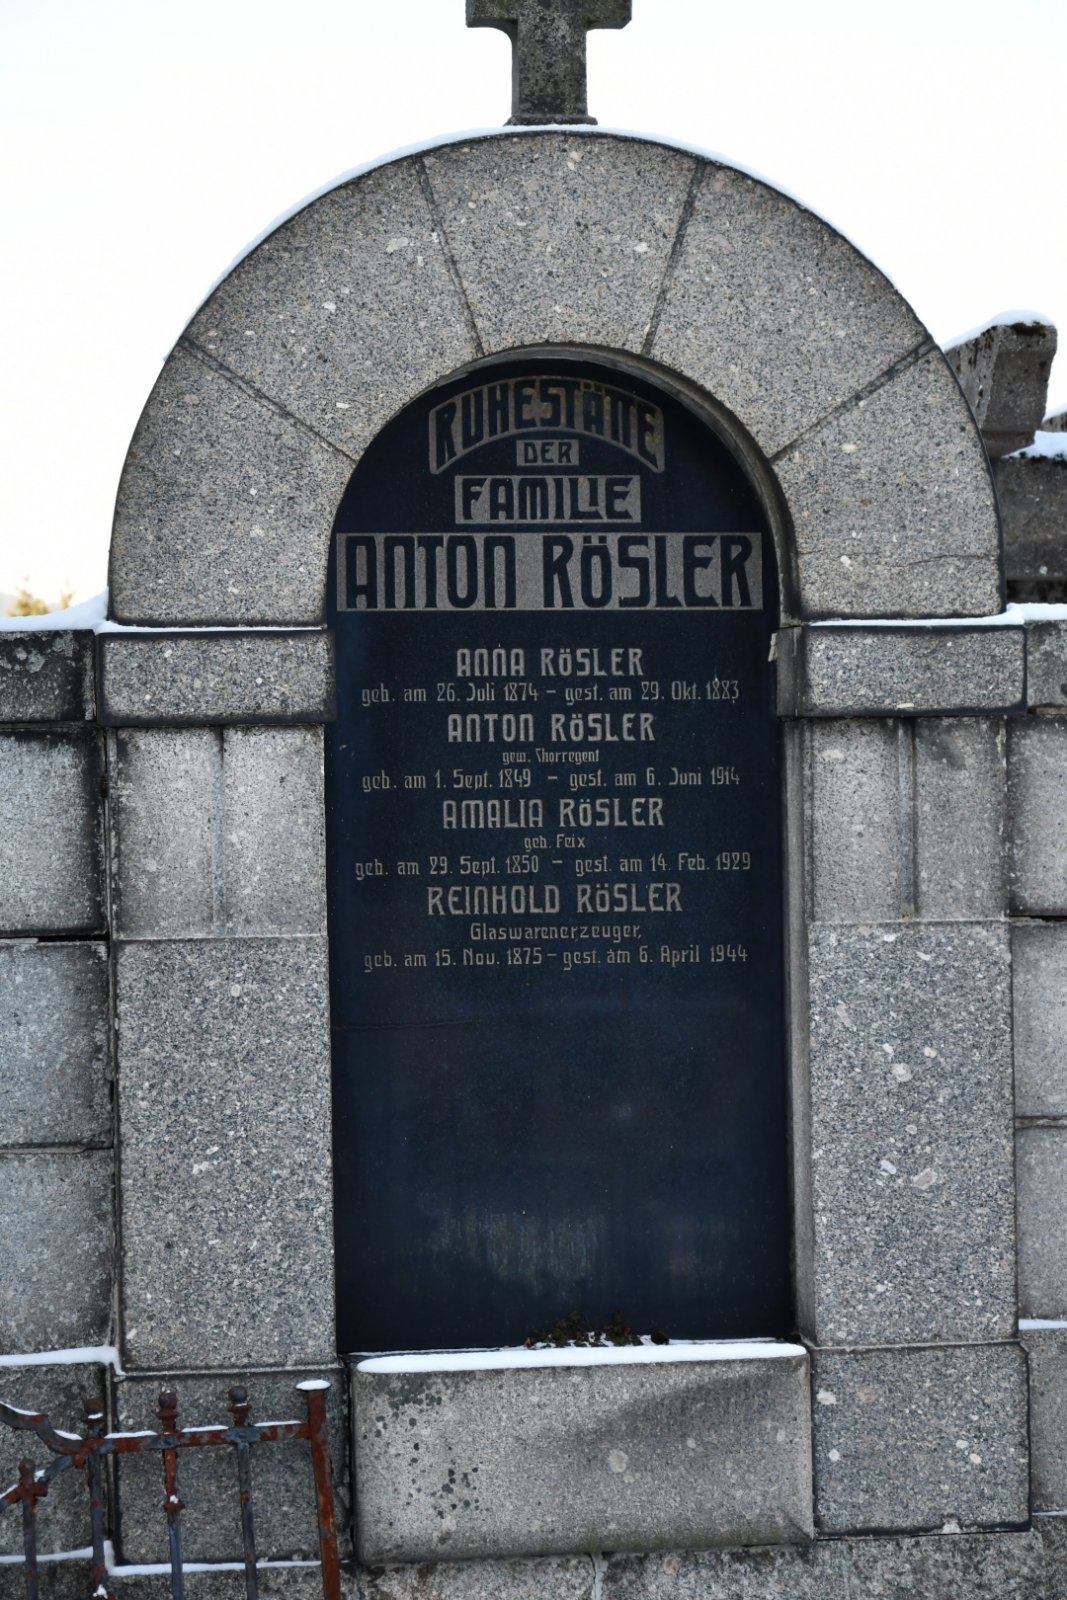 RUHESTÄTTE
DER
FAMILIE
ANTON RÖSLER
ANNA RÖSLER
geb. am 26. Juli 1874 – gest. am 29. Okt. 1883
ANTON RÖSLER
gew. Chorregent
geb. am 1. Sept. 1849 – gest. am 6. Juni 1914
AMALIA RÖSLER
geb. Feix
geb. am 29. Sept. 1850 – gest. am 14. Feb. 1929
REINHOLD RÖSLER
Glaswarenerzeuger,
geb. am 15. Nov. 1875 – gest. am 6. April 1944